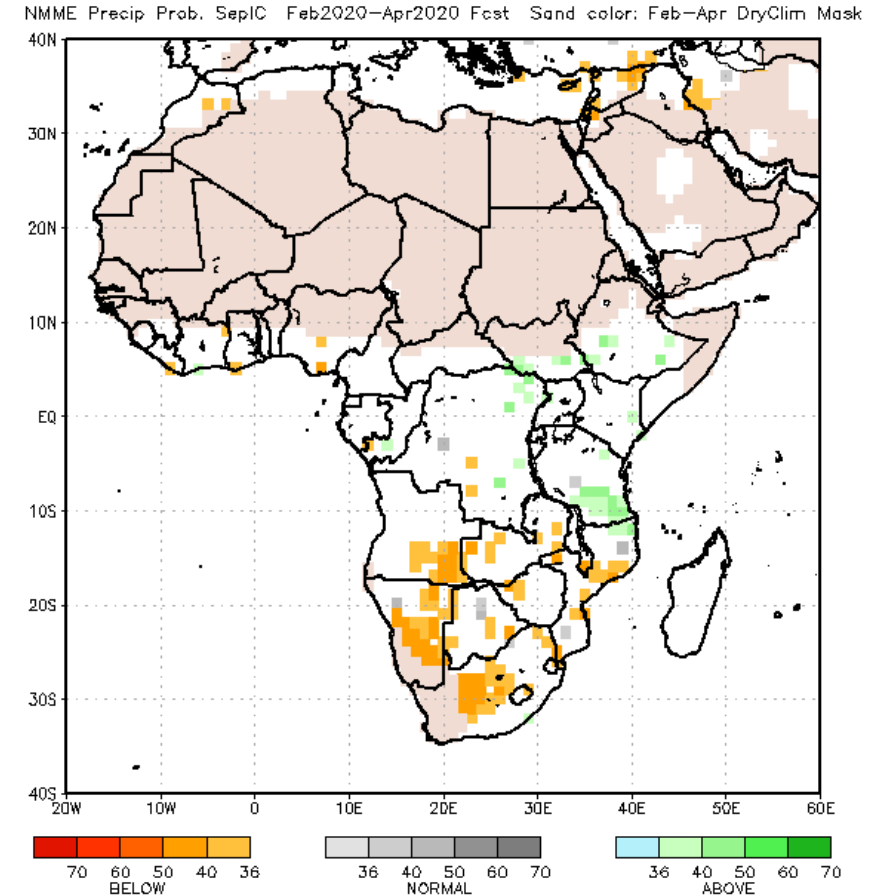 NMME Precip Prob. SepIC Feb2020-Apr2020 Fcst Sand color: Feb-Apr DryClim Mask
40N
30N
20N
10N
EQ
10S
20S
30S
40S
20W 10W 0 10E 20E 30E 40E 50E 60E
70 60 50 40 36
BELOW
36 40 50 60 70
NORMAL
36 40 50 60 70
ABOVE